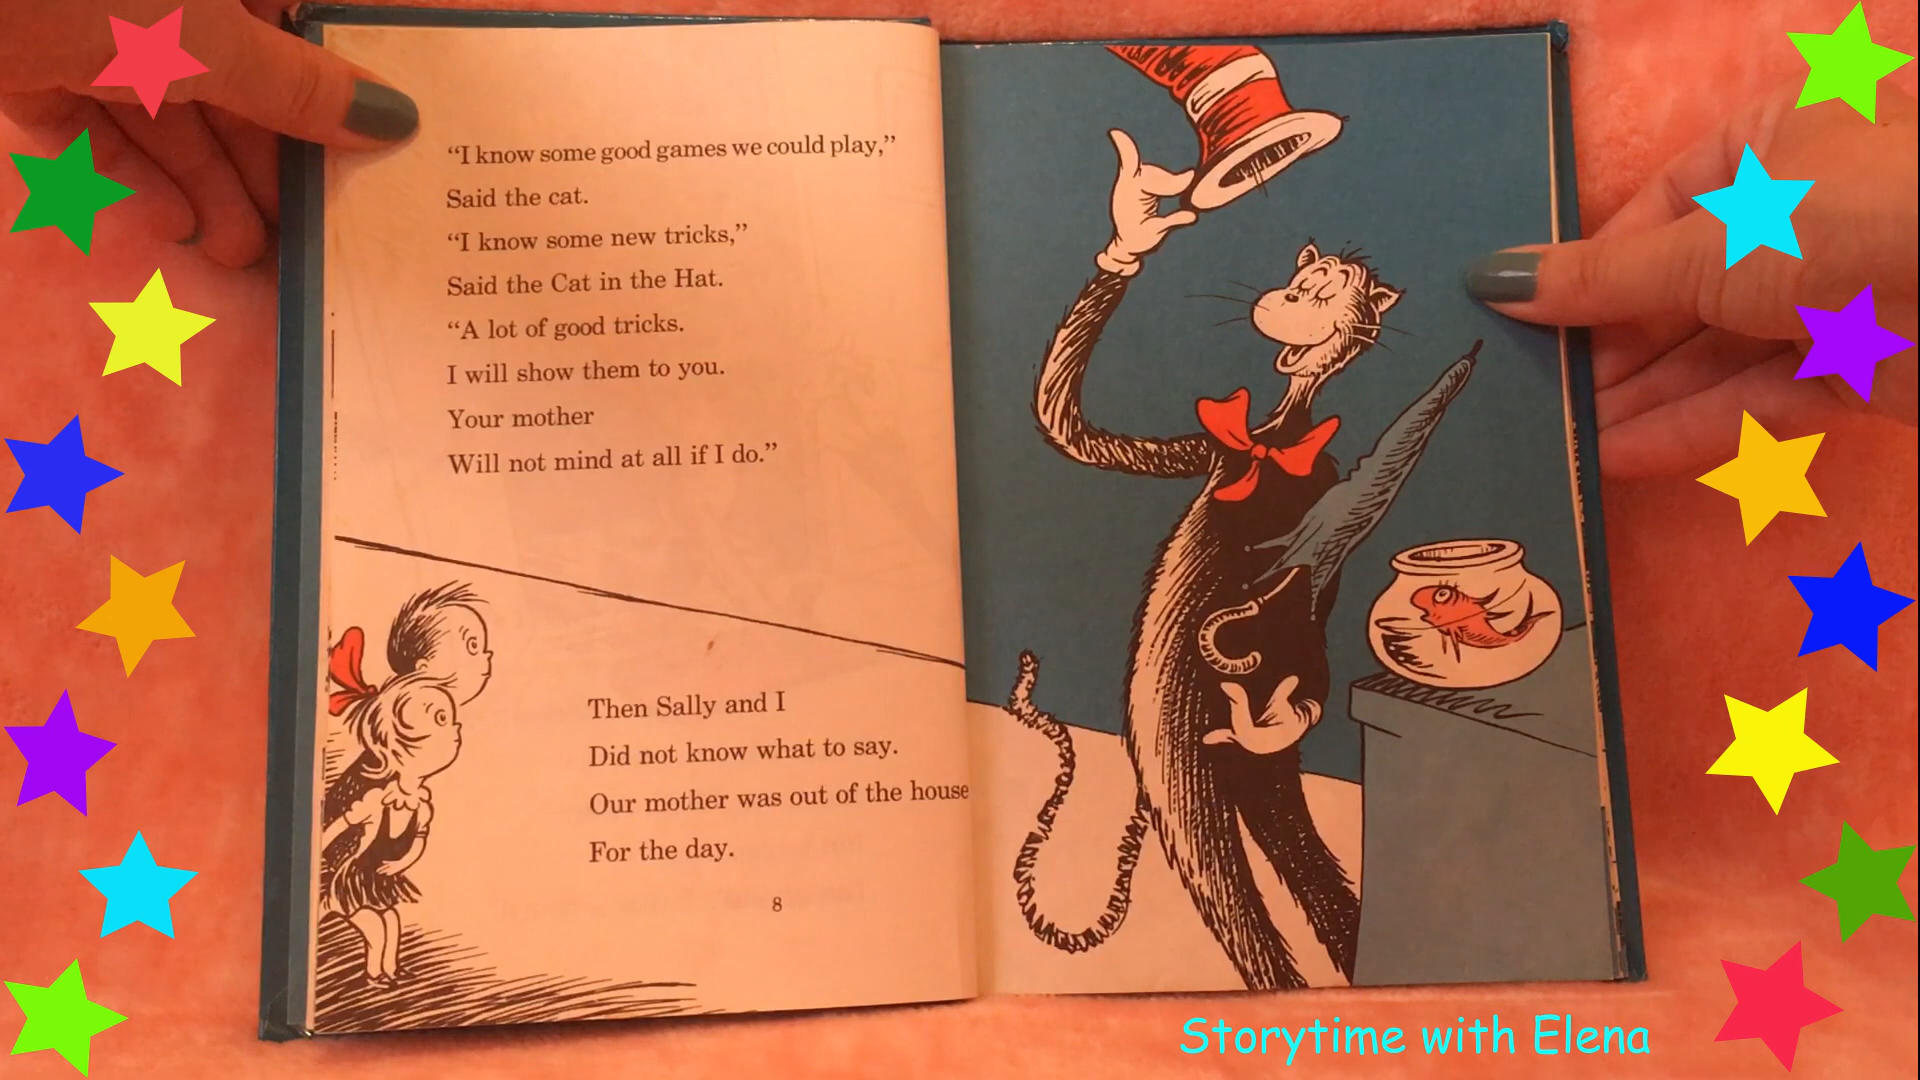 “I know some good games we could play,”
Said the cat.
“I know some new tricks,”
Said the Cat in the Hat.
“A lot of good tricks.
I will show them to you.
Your mother
Will not mind at all if I do.”
Then Sally and I
Did not know what to say.
Our mother was out of the house
For the day.
8
Storytime with Elena